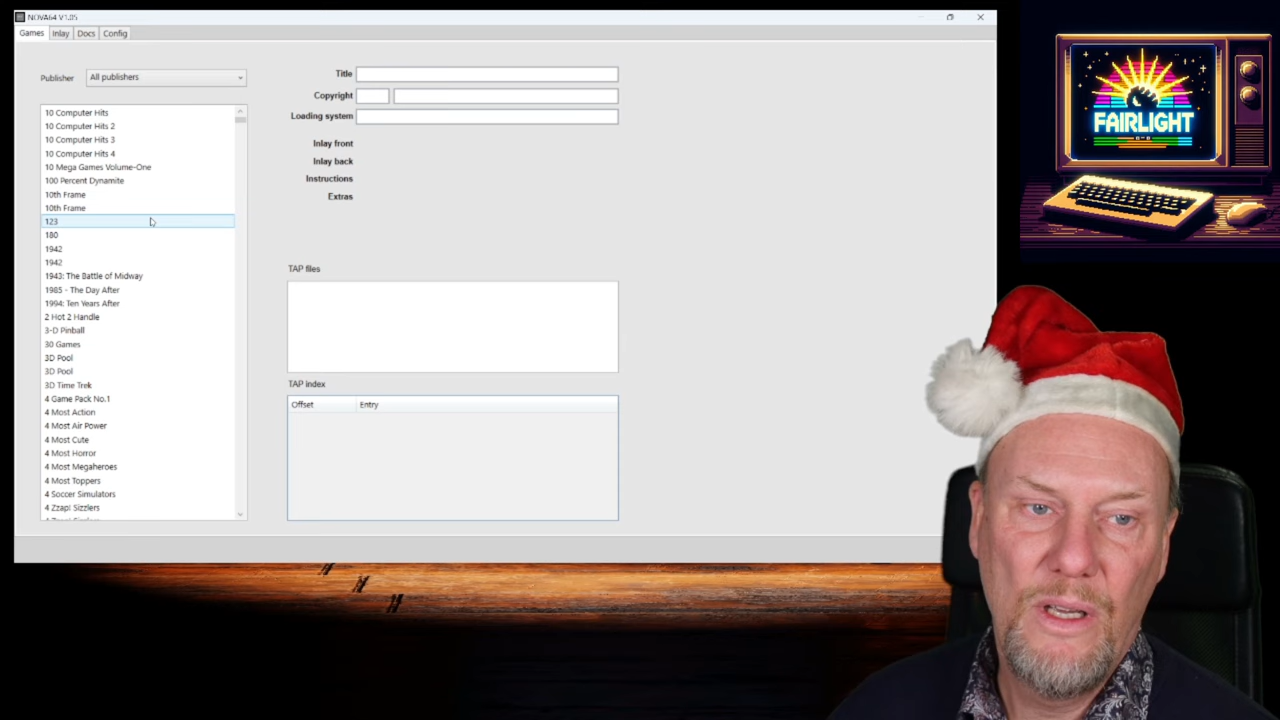 NOVA64 V1.05
Games Inlay Docs Config
Publisher All publishers
10 Computer Hits
10 Computer Hits 2
10 Computer Hits 3
10 Computer Hits 4
10 Mega Games Volume-One
100 Percent Dynamite
10th Frame
10th Frame
123
180
1942
1942
1943: The Battle of Midway
1985 - The Day After
1994: Ten Years After
2 Hot 2 Handle
3-D Pinball
30 Games
3D Pool
3D Pool
3D Time Trek
4 Game Pack No.1
4 Most Action
4 Most Air Power
4 Most Cute
4 Most Horror
4 Most Megaheroes
4 Most Toppers
4 Soccer Simulators
4 Zzap! Sizzlers
Title
Copyright
Loading system
Inlay front
Inlay back
Instructions
Extras
TAP files
TAP index
Offset Entry
FAIRLIGHT